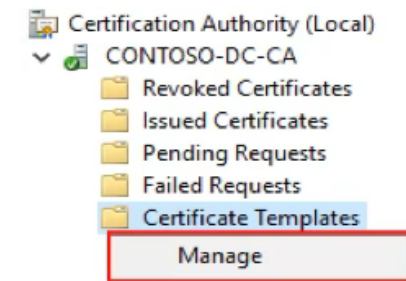 Certification Authority (Local)
CONTOSO-DC-CA
Revoked Certificates
Issued Certificates
Pending Requests
Failed Requests
Certificate Templates
Manage